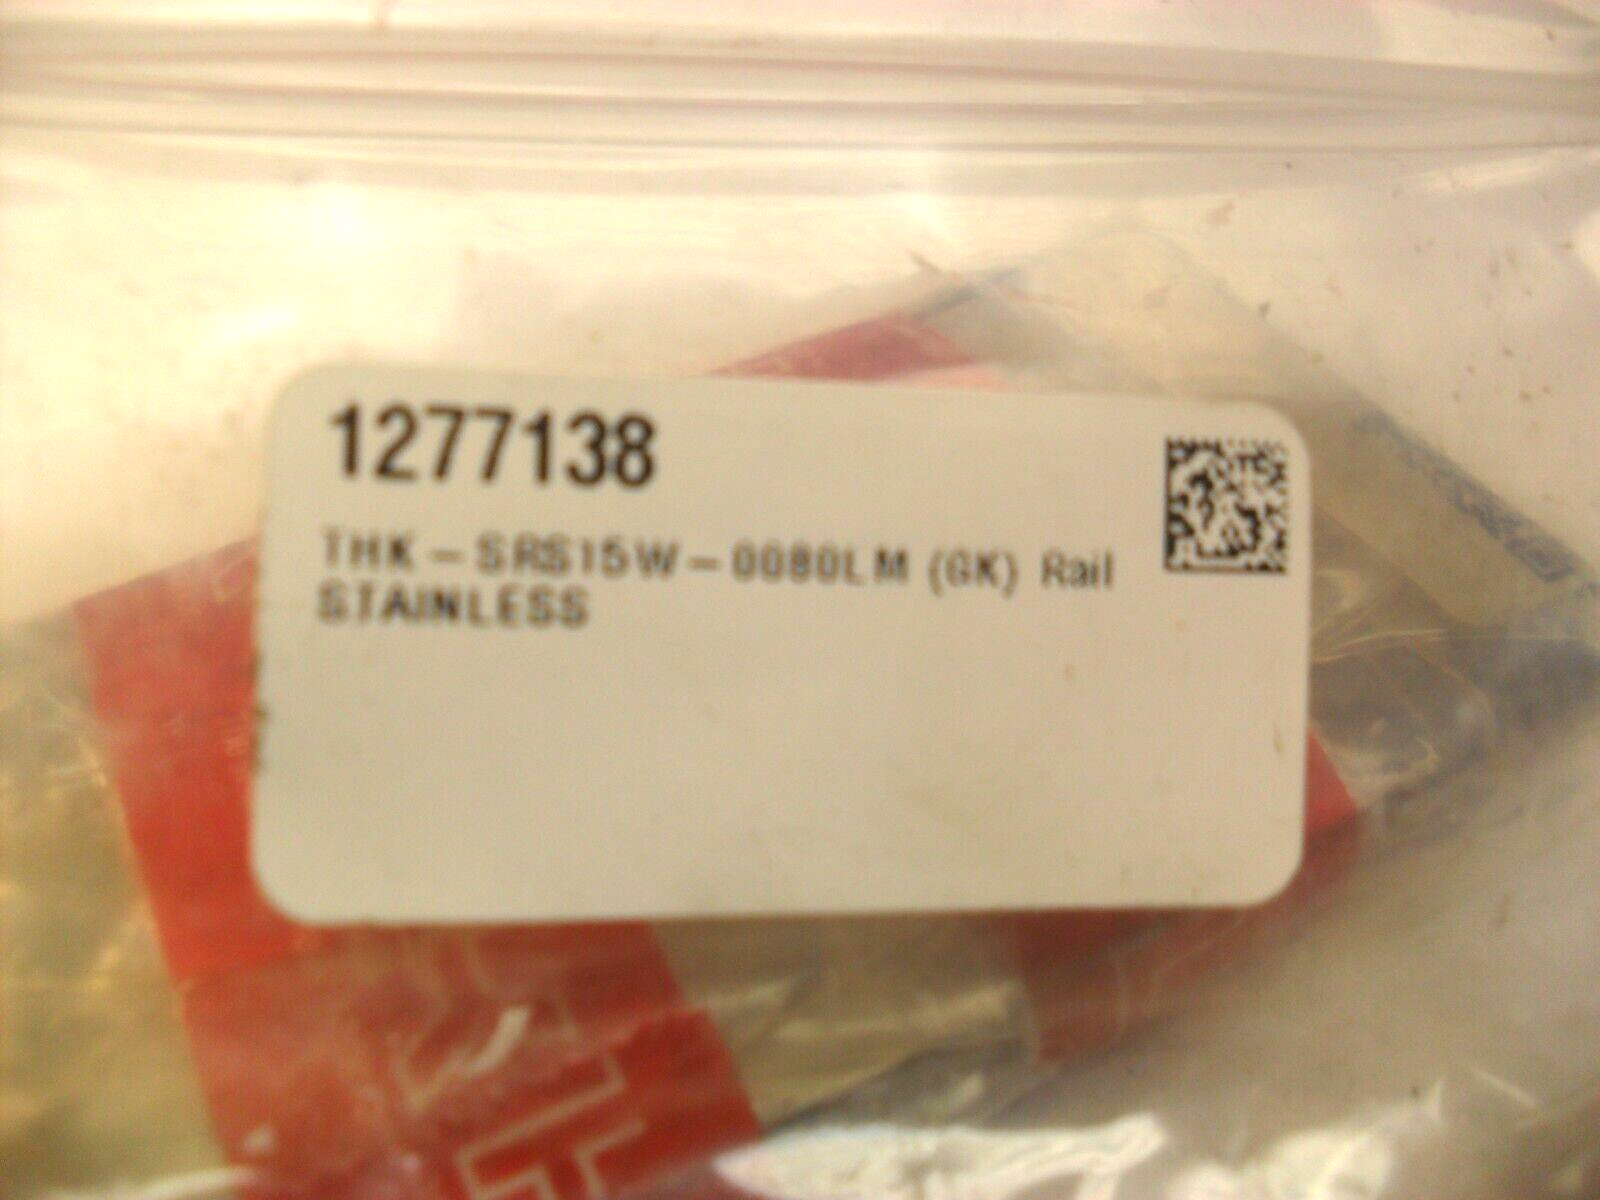 1277138
THK - SRS15W - 0080LM (GK) Rail
STAINLESS